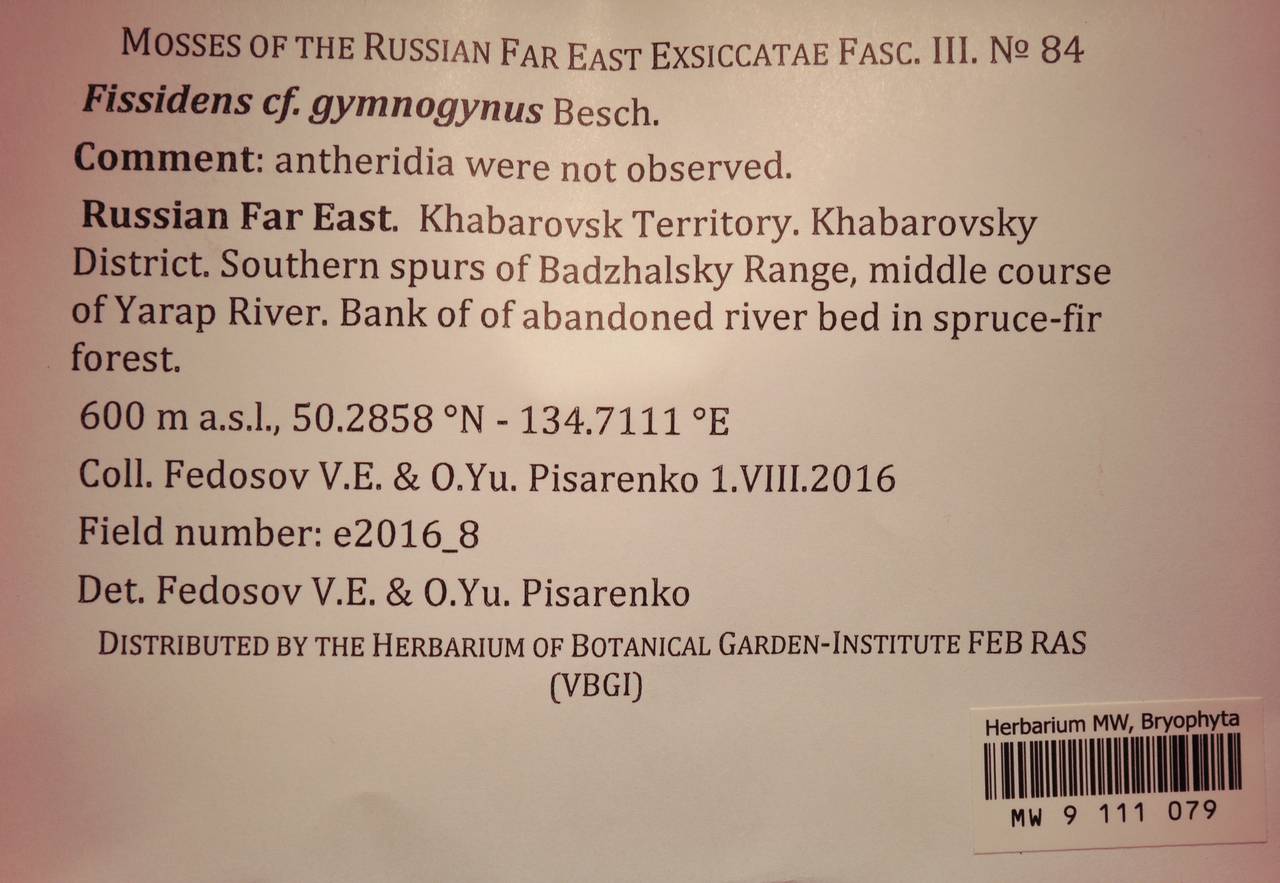 MOSSES OF THE RUSSIAN FAR EAST EXSICCATAE FASC. III. № 84
Fissidens cf. gymnogynus Besch.
Comment: antheridia were not observed.
Russian Far East. Khabarovsk Territory. Khabarovsky
District. Southern spurs of Badzhalsky Range, middle course
of Yarap River. Bank of of abandoned river bed in spruce-fir
forest.
600 m a.s.l., 50.2858 °N - 134.7111 °E
Coll. Fedosov V.E. & O.Yu. Pisarenko 1.VIII.2016
Field number: e2016_8
Det. Fedosov V.E. & O.Yu. Pisarenko
DISTRIBUTED BY THE HERBARIUM OF BOTANICAL GARDEN-INSTITUTE FEB RAS
(VBGI)
Herbarium MW, Bryophyta
MW 9 111 079